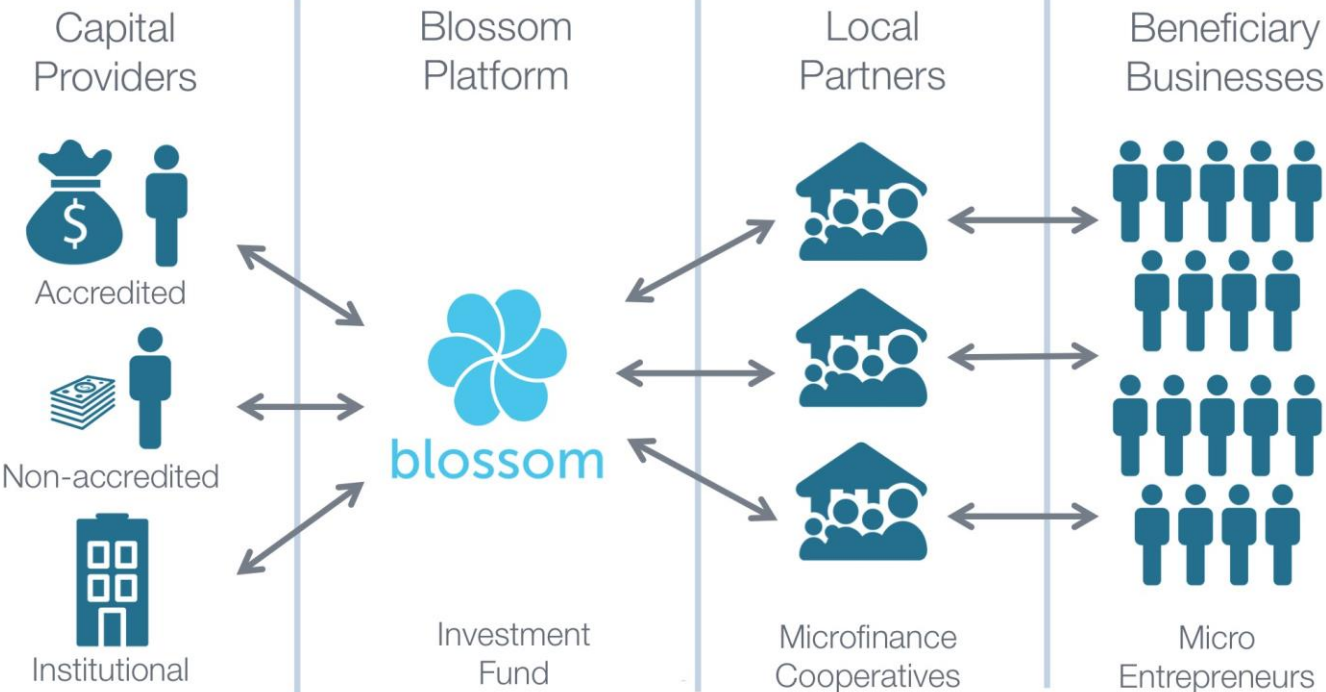 Capital
Providers
Blossom
Platform
Local
Partners
Beneficiary
Businesses
$
Accredited
Non-accredited
Institutional
blossom
Investment
Fund
Microfinance
Cooperatives
Micro
Entrepreneurs